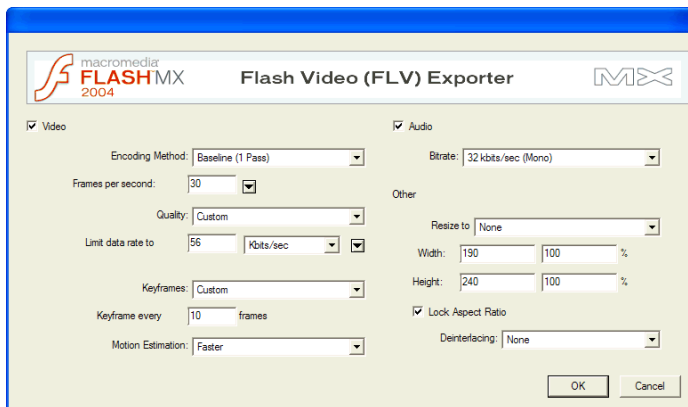 macromedia
FLASH MX
2004
Flash Video (FLV) Exporter
MX
Video
Encoding Method: Baseline (1 Pass)
Frames per second: 30
Quality: Custom
Limit data rate to 56 Kbits/sec
Keyframes: Custom
Keyframe every 10 frames
Motion Estimation: Faster
Audio
Bitrate: 32 kbits/sec (Mono)
Other
Resize to None
Width: 190 100 %
Height: 240 100 %
Lock Aspect Ratio
Deinterlacing: None
OK Cancel